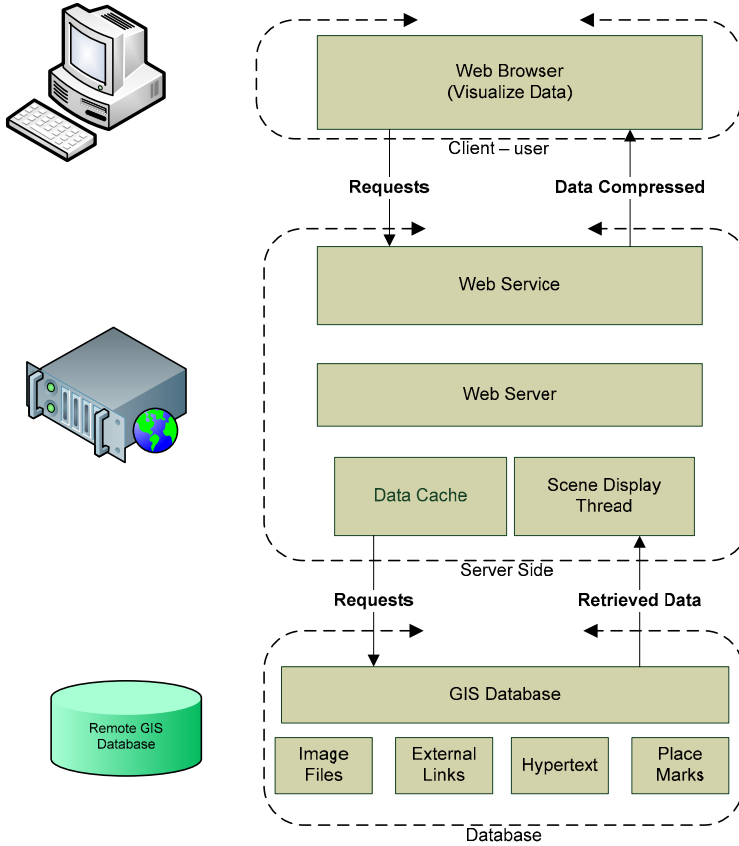 Web Browser
(Visualize Data)
Client – user
Requests
Data Compressed
Web Service
Web Server
Data Cache
Scene Display
Thread
Server Side
Requests
Retrieved Data
GIS Database
Remote GIS
Database
Image
Files
External
Links
Hypertext
Place
Marks
Database